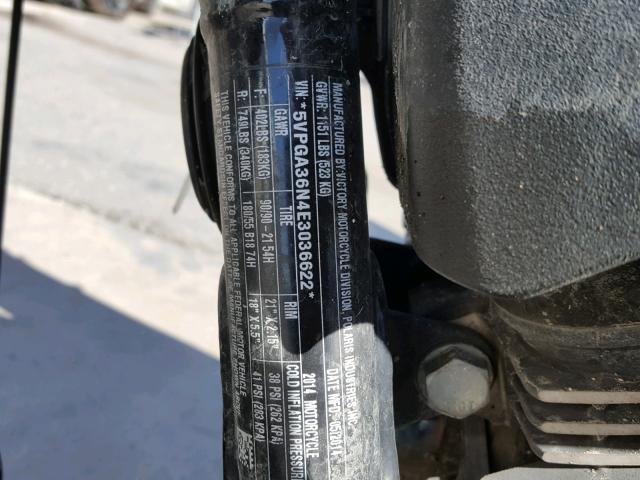 MANUFACTURED BY: VICTORY MOTORCYCLE DIVISION, POLARIS INDUSTRIES, INC.
GVWR: 1151 LBS (523 KG) DATE MFD: 05/2014
VIN: *5VPGA36N4E3036622* 2014 MOTORCYCLE
GAWR TIRE RIM COLD INFLATION PRESSURE
F: 402LBS (183KG) 90/90 - 21 54H 21" X 2.15" 38 PSI (262 KPA)
R: 749LBS (340KG) 180/55 B18 74H 18" X 5.5" 41 PSI (283 KPA)
THIS VEHICLE CONFORMS TO ALL APPLICABLE FEDERAL MOTOR VEHICLE
SAFETY STANDARDS